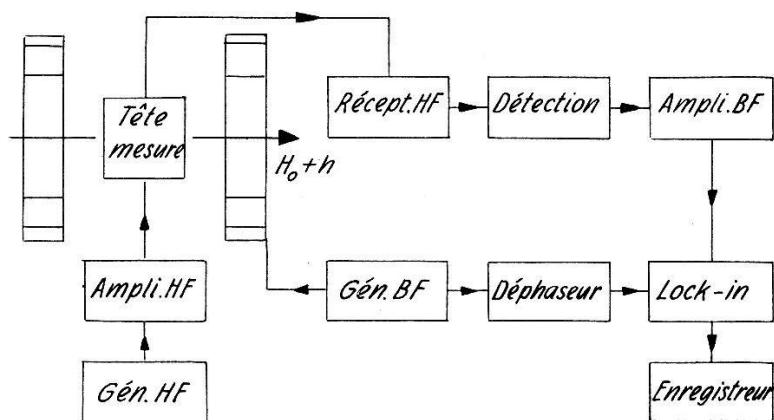 Tête
mesure
H₀+h
Récept.HF
Détection
Ampli.BF
Ampli.HF
Gén.BF
Déphaseur
Lock-in
Gén.HF
Enregistreur